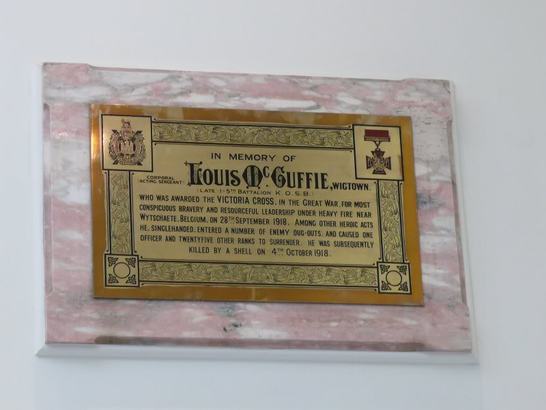 IN MEMORY OF
CORPORAL
(ACTING SERGEANT)
LOUIS McGUFFIE, WIGTOWN.
(LATE 1/5TH BATTALION K.O.S.B.)
WHO WAS AWARDED THE VICTORIA CROSS, IN THE GREAT WAR, FOR MOST
CONSPICUOUS BRAVERY AND RESOURCEFUL LEADERSHIP UNDER HEAVY FIRE NEAR
WYTSCHAETE, BELGIUM, ON 28TH SEPTEMBER 1918. AMONG OTHER HEROIC ACTS
HE, SINGLEHANDED, ENTERED A NUMBER OF ENEMY DUG-OUTS, AND CAUSED ONE
OFFICER AND TWENTYFIVE OTHER RANKS TO SURRENDER. HE WAS SUBSEQUENTLY
KILLED BY A SHELL ON 4TH OCTOBER 1918.